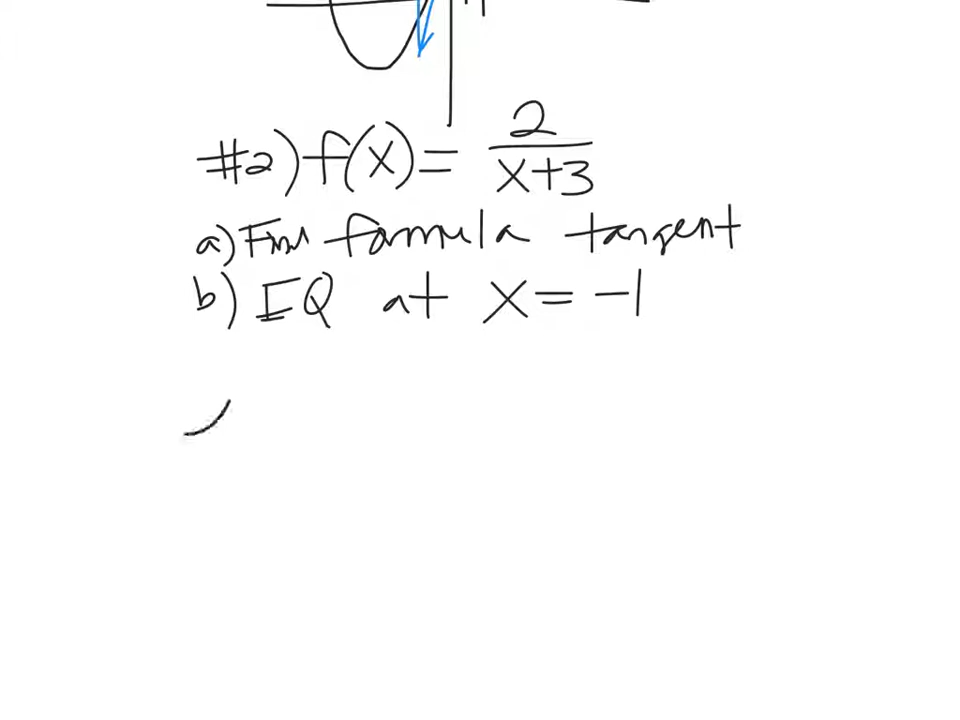 #2) f(x) = 2/(x+3)
a) Find formula tangent
b) EQ at x = -1